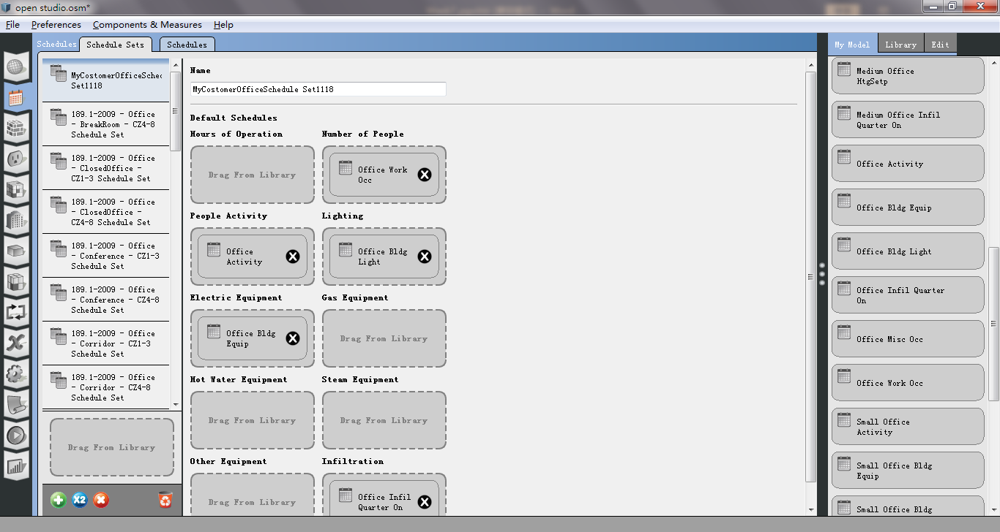 open studio.osm*
File Preferences Components & Measures Help
Schedules Schedule Sets Schedules
MyCostomerOfficeSched
Set1118
189.1-2009 - Office
- BreakRoom - CZ4-8
Schedule Set
189.1-2009 - Office
- ClosedOffice -
CZ1-3 Schedule Set
189.1-2009 - Office
- ClosedOffice -
CZ4-8 Schedule Set
189.1-2009 - Office
- Conference - CZ1-3
Schedule Set
189.1-2009 - Office
- Conference - CZ4-8
Schedule Set
189.1-2009 - Office
- Corridor - CZ1-3
Schedule Set
189.1-2009 - Office
- Corridor - CZ4-8
Schedule Set
Drag From Library
X2
Name
MyCostomerOfficeSchedule Set1118
Default Schedules
Hours of Operation Number of People
Drag From Library
Office Work
Occ
People Activity Lighting
Office
Activity
Office Bldg
Light
Electric Equipment Gas Equipment
Office Bldg
Equip
Drag From Library
Hot Water Equipment Steam Equipment
Drag From Library Drag From Library
Other Equipment Infiltration
Drag From Library
Office Infil
Quarter On
My Model Library Edit
Medium Office
HtgSetp
Medium Office Infil
Quarter On
Office Activity
Office Bldg Equip
Office Bldg Light
Office Infil Quarter
On
Office Misc Occ
Office Work Occ
Small Office
Activity
Small Office Bldg
Equip
Small Office Bldg